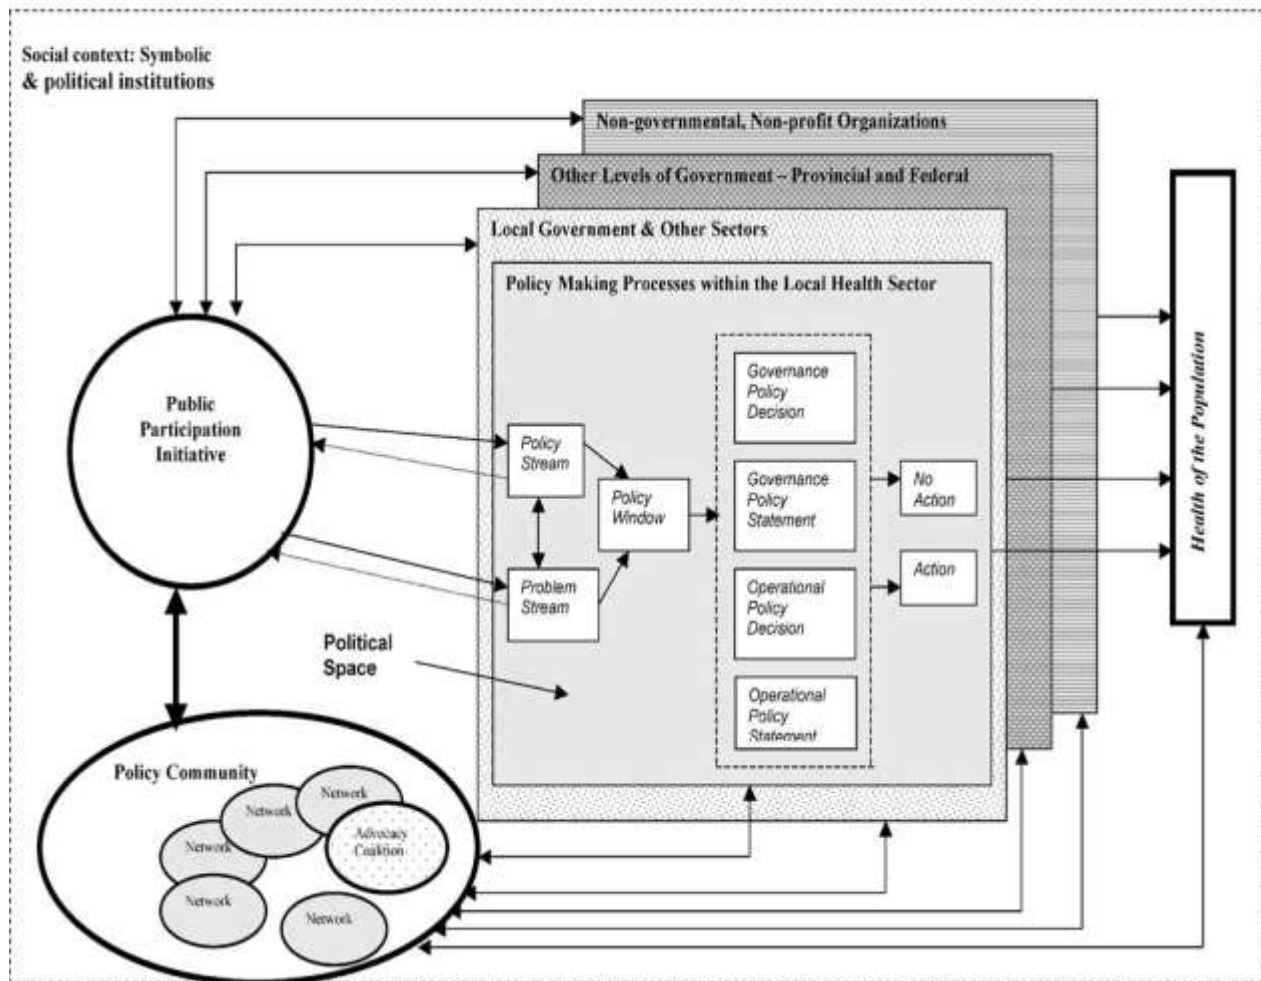 Social context: Symbolic
& political institutions
Non-governmental, Non-profit Organizations
Other Levels of Government – Provincial and Federal
Local Government & Other Sectors
Policy Making Processes within the Local Health Sector
Public
Participation
Initiative
Policy
Stream
Problem
Stream
Policy
Window
Governance
Policy
Decision
Governance
Policy
Statement
Operational
Policy
Decision
Operational
Policy
Statement
No
Action
Action
Health of the Population
Political
Space
Policy Community
Network
Network
Network
Advocacy
Coalition
Network
Network